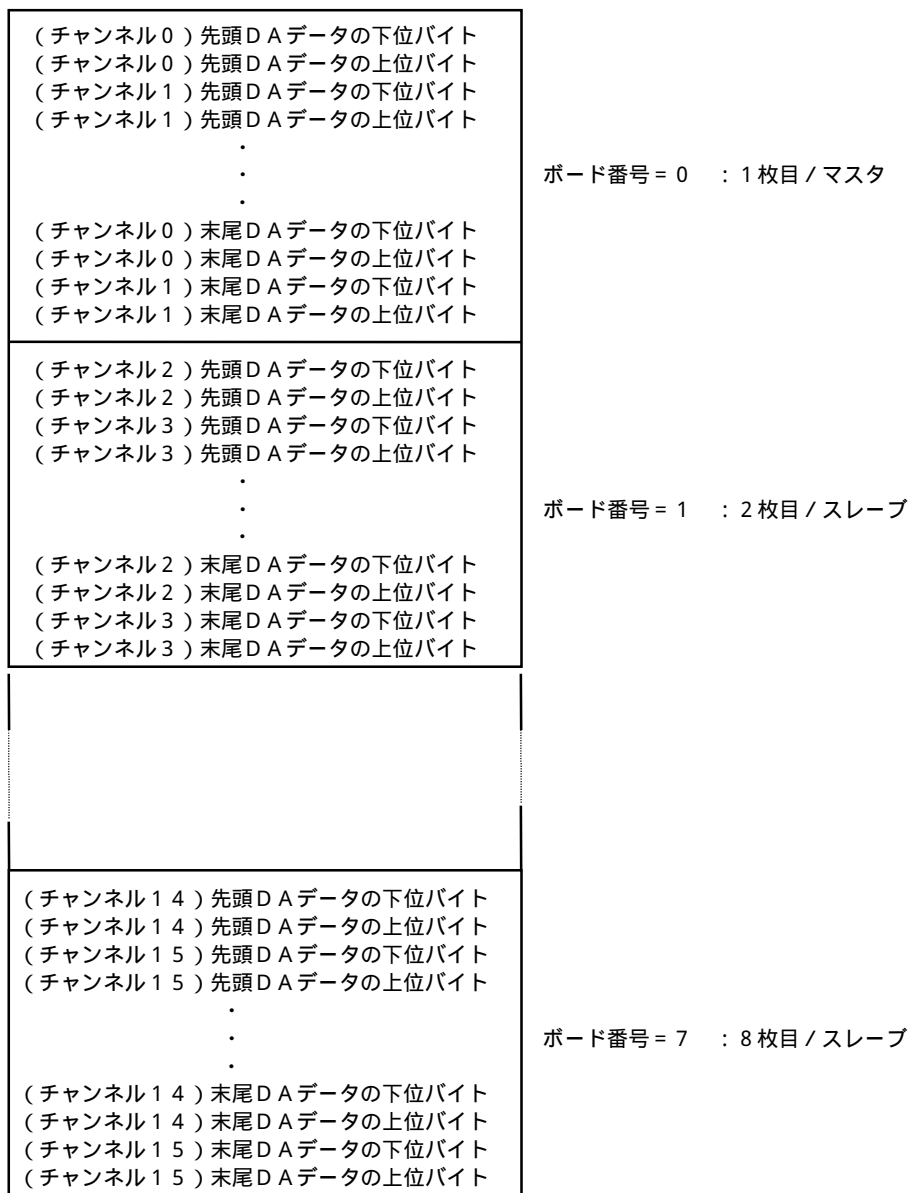 (チャンネル0)先頭DAデータの下位バイト
(チャンネル0)先頭DAデータの上位バイト
(チャンネル1)先頭DAデータの下位バイト
(チャンネル1)先頭DAデータの上位バイト
・
・
・
ボード番号=0 :1枚目/マスタ
(チャンネル0)末尾DAデータの下位バイト
(チャンネル0)末尾DAデータの上位バイト
(チャンネル1)末尾DAデータの下位バイト
(チャンネル1)末尾DAデータの上位バイト
(チャンネル2)先頭DAデータの下位バイト
(チャンネル2)先頭DAデータの上位バイト
(チャンネル3)先頭DAデータの下位バイト
(チャンネル3)先頭DAデータの上位バイト
・
・
・
ボード番号=1 :2枚目/スレーブ
(チャンネル2)末尾DAデータの下位バイト
(チャンネル2)末尾DAデータの上位バイト
(チャンネル3)末尾DAデータの下位バイト
(チャンネル3)末尾DAデータの上位バイト
(チャンネル14)先頭DAデータの下位バイト
(チャンネル14)先頭DAデータの上位バイト
(チャンネル15)先頭DAデータの下位バイト
(チャンネル15)先頭DAデータの上位バイト
・
・
・
ボード番号=7 :8枚目/スレーブ
(チャンネル14)末尾DAデータの下位バイト
(チャンネル14)末尾DAデータの上位バイト
(チャンネル15)末尾DAデータの下位バイト
(チャンネル15)末尾DAデータの上位バイト